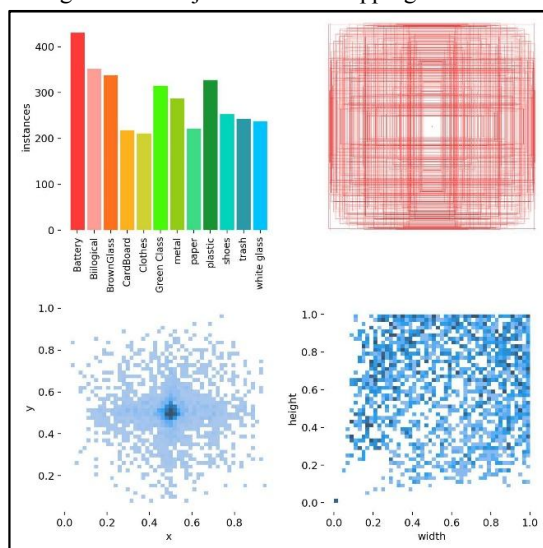 400
300
200
100
0
instances
Battery
Biilogical
BrownGlass
CardBoard
Clothes
Green Class
metal
paper
plastic
shoes
trash
white glass
1.0
0.8
0.6
0.4
0.2
y
0.0 0.2 0.4 0.6 0.8
x
1.0
0.8
0.6
0.4
0.2
0.0
height
0.0 0.2 0.4 0.6 0.8 1.0
width